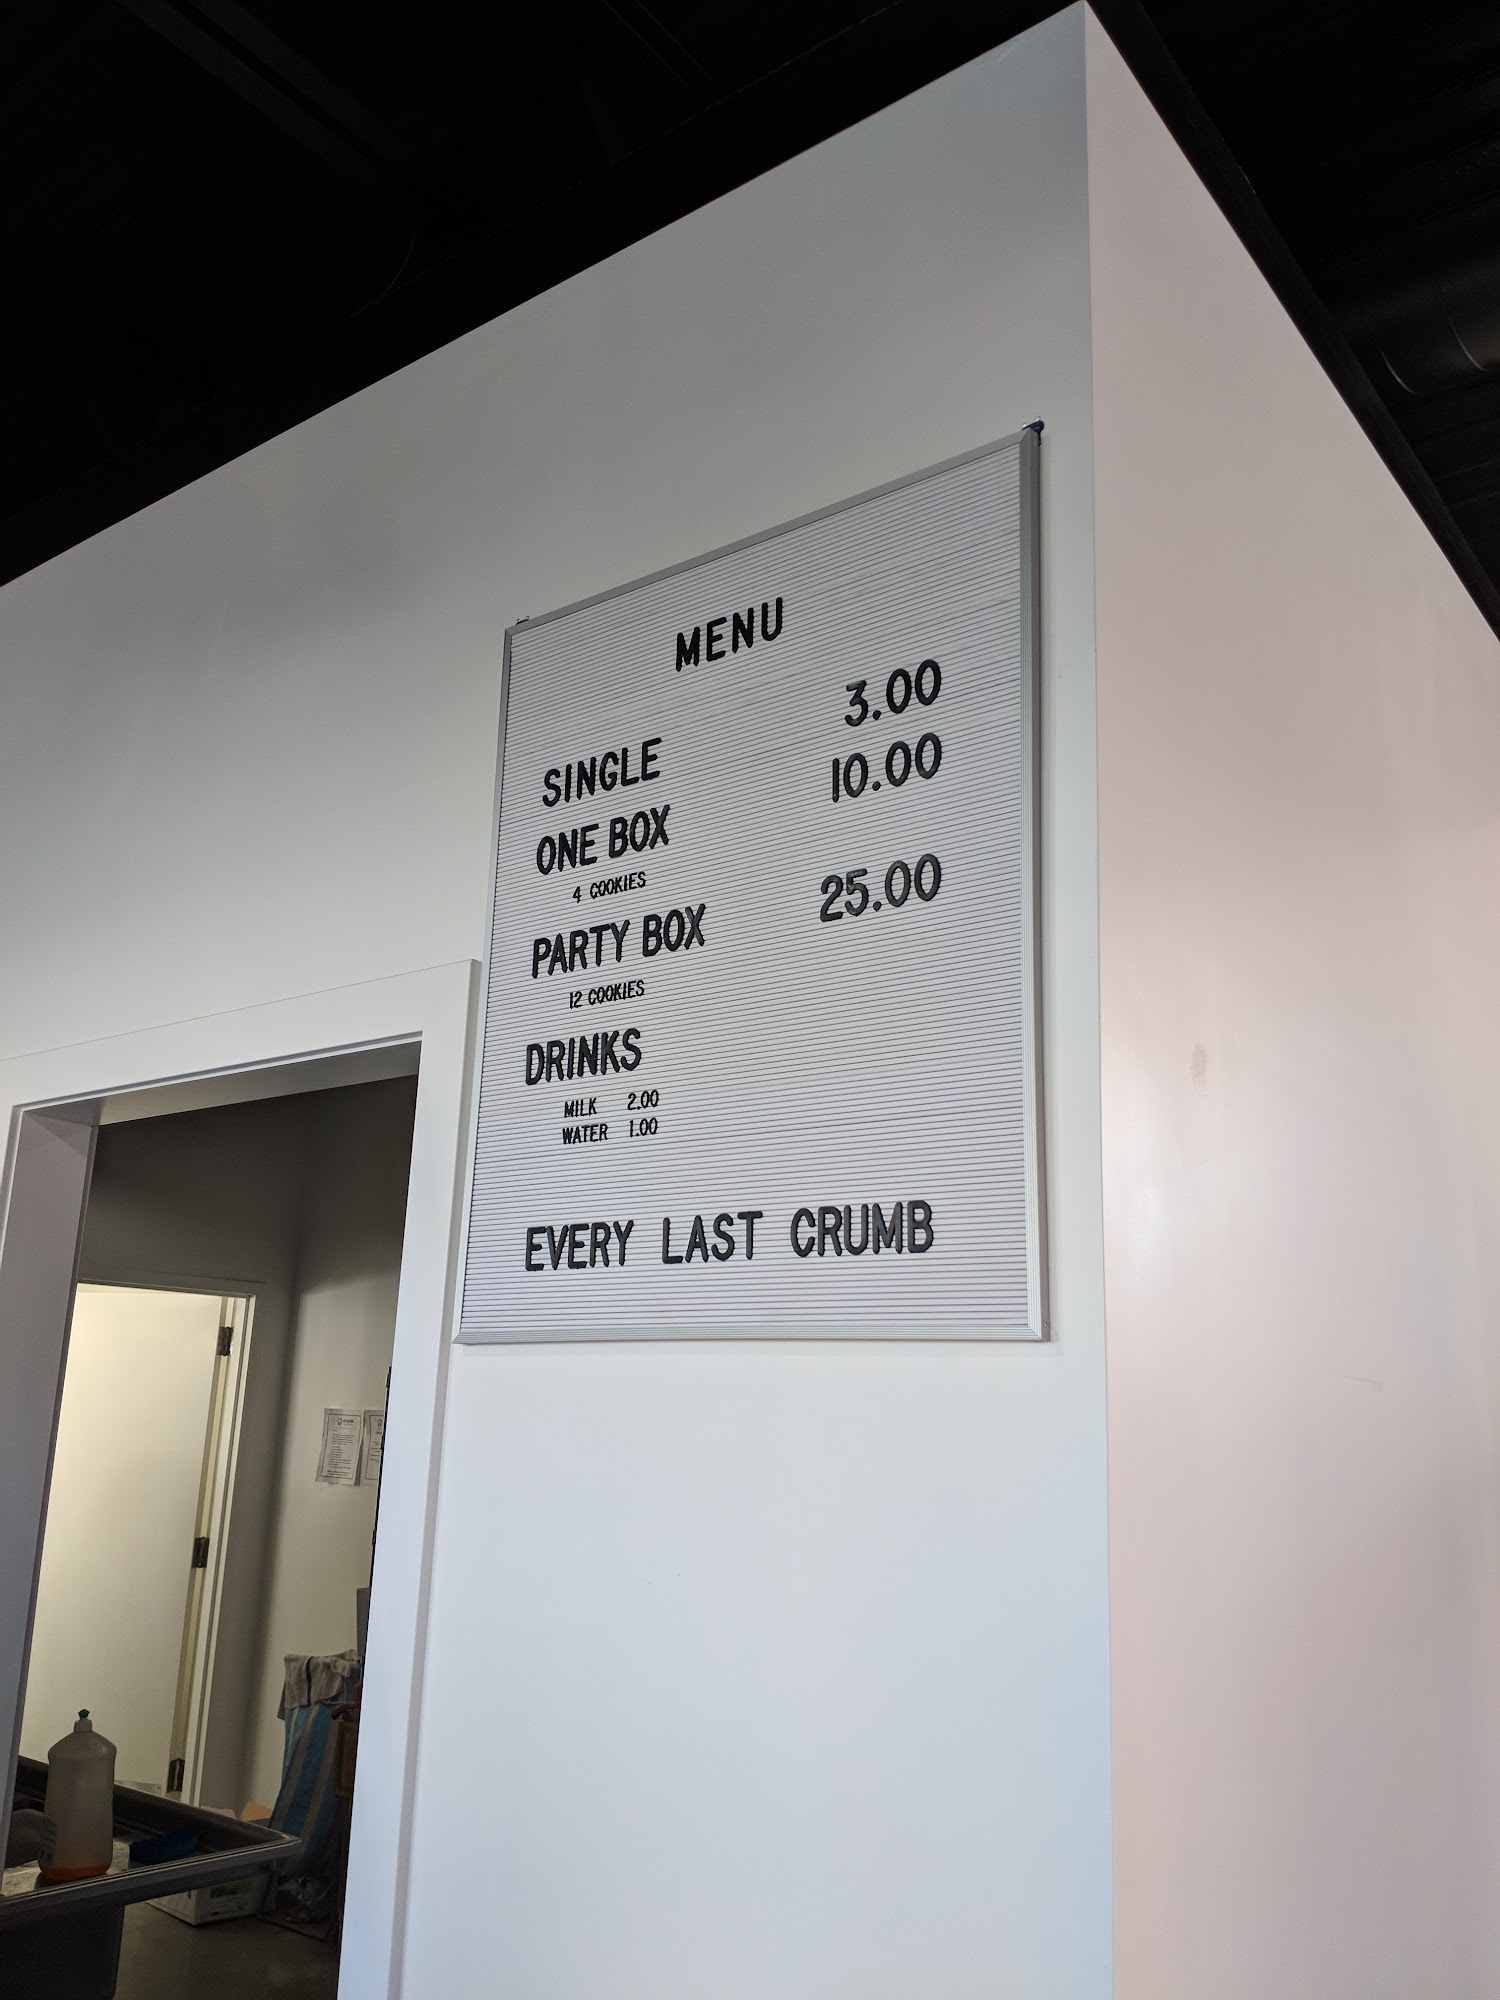 MENU
SINGLE 3.00
ONE BOX 10.00
4 COOKIES
PARTY BOX 25.00
12 COOKIES
DRINKS
MILK 2.00
WATER 1.00
EVERY LAST CRUMB